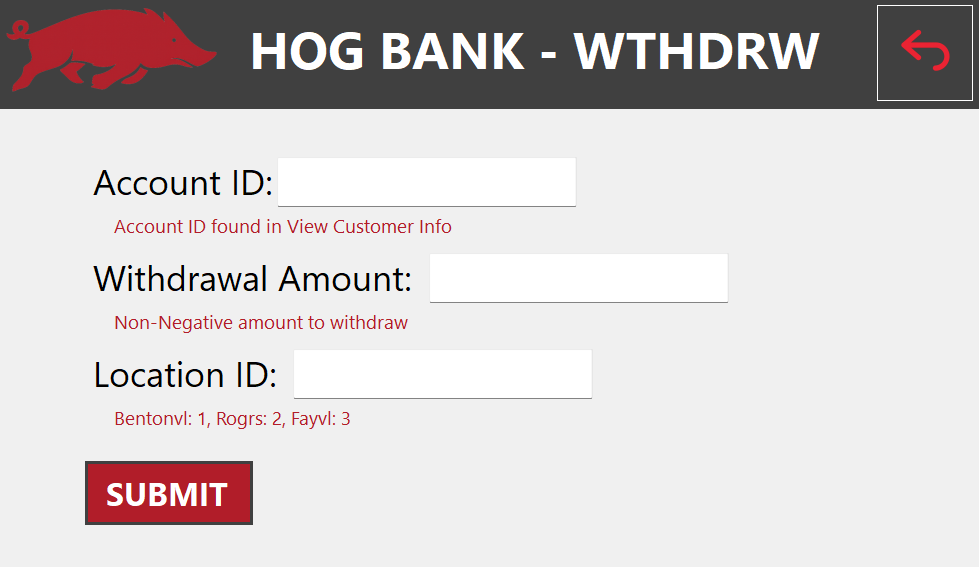 HOG BANK - WTHDRW
Account ID:
Account ID found in View Customer Info
Withdrawal Amount:
Non-Negative amount to withdraw
Location ID:
Bentonvl: 1, Rogrs: 2, Fayvl: 3
SUBMIT